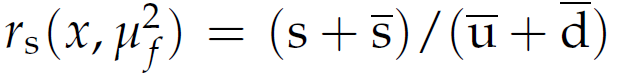 r_s(x, μ_f^2) = (s + s̅)/(u̅ + d̅)